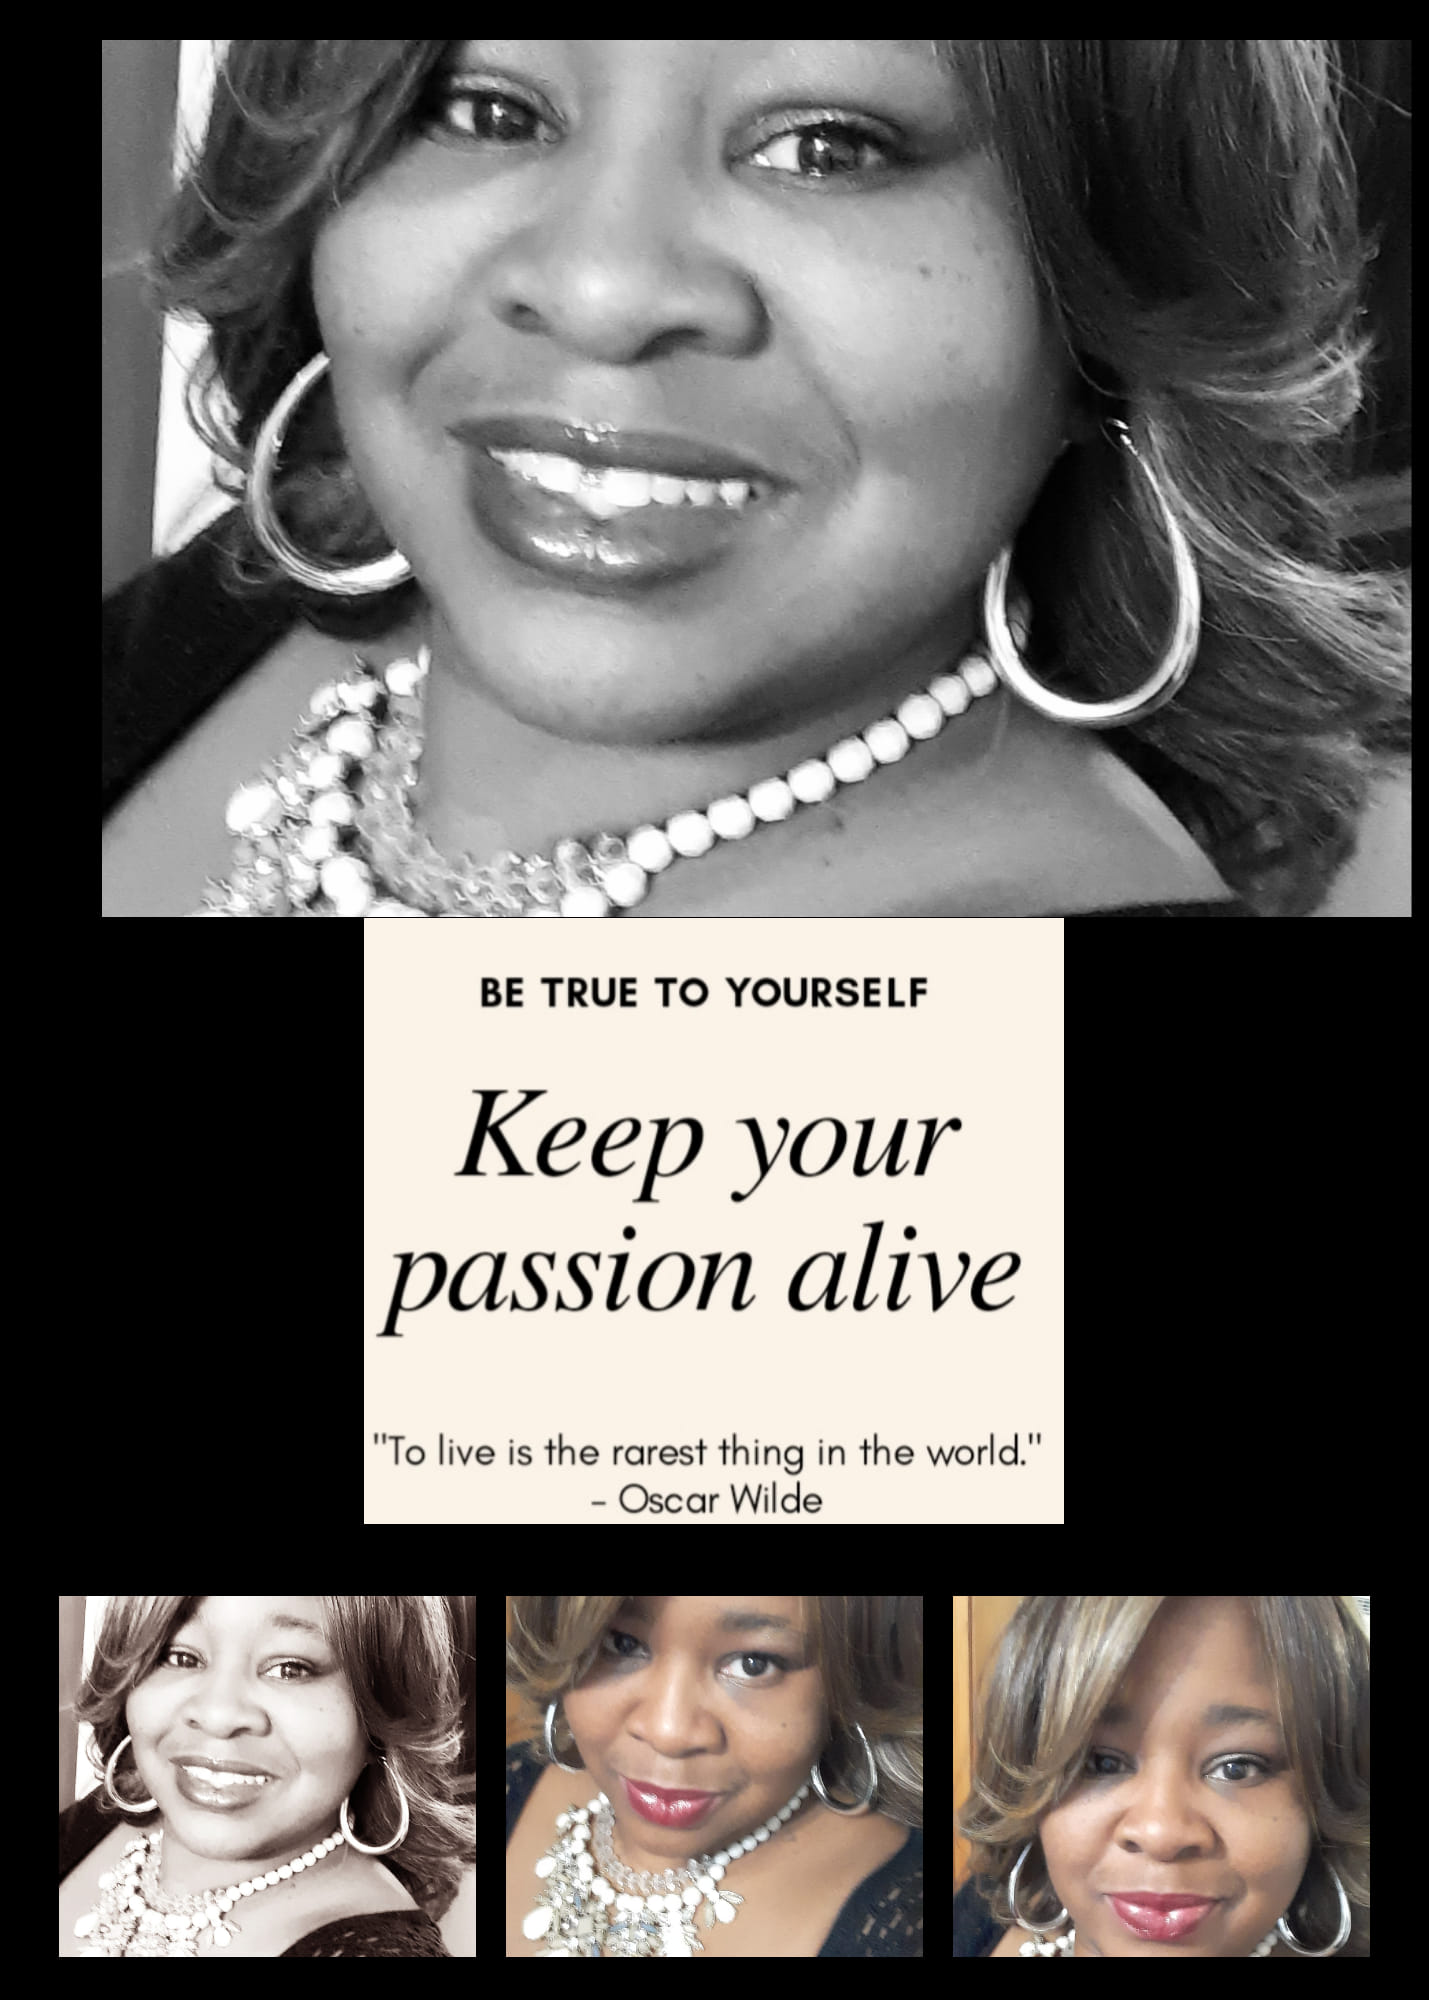 BE TRUE TO YOURSELF
Keep your
passion alive
"To live is the rarest thing in the world."
– Oscar Wilde